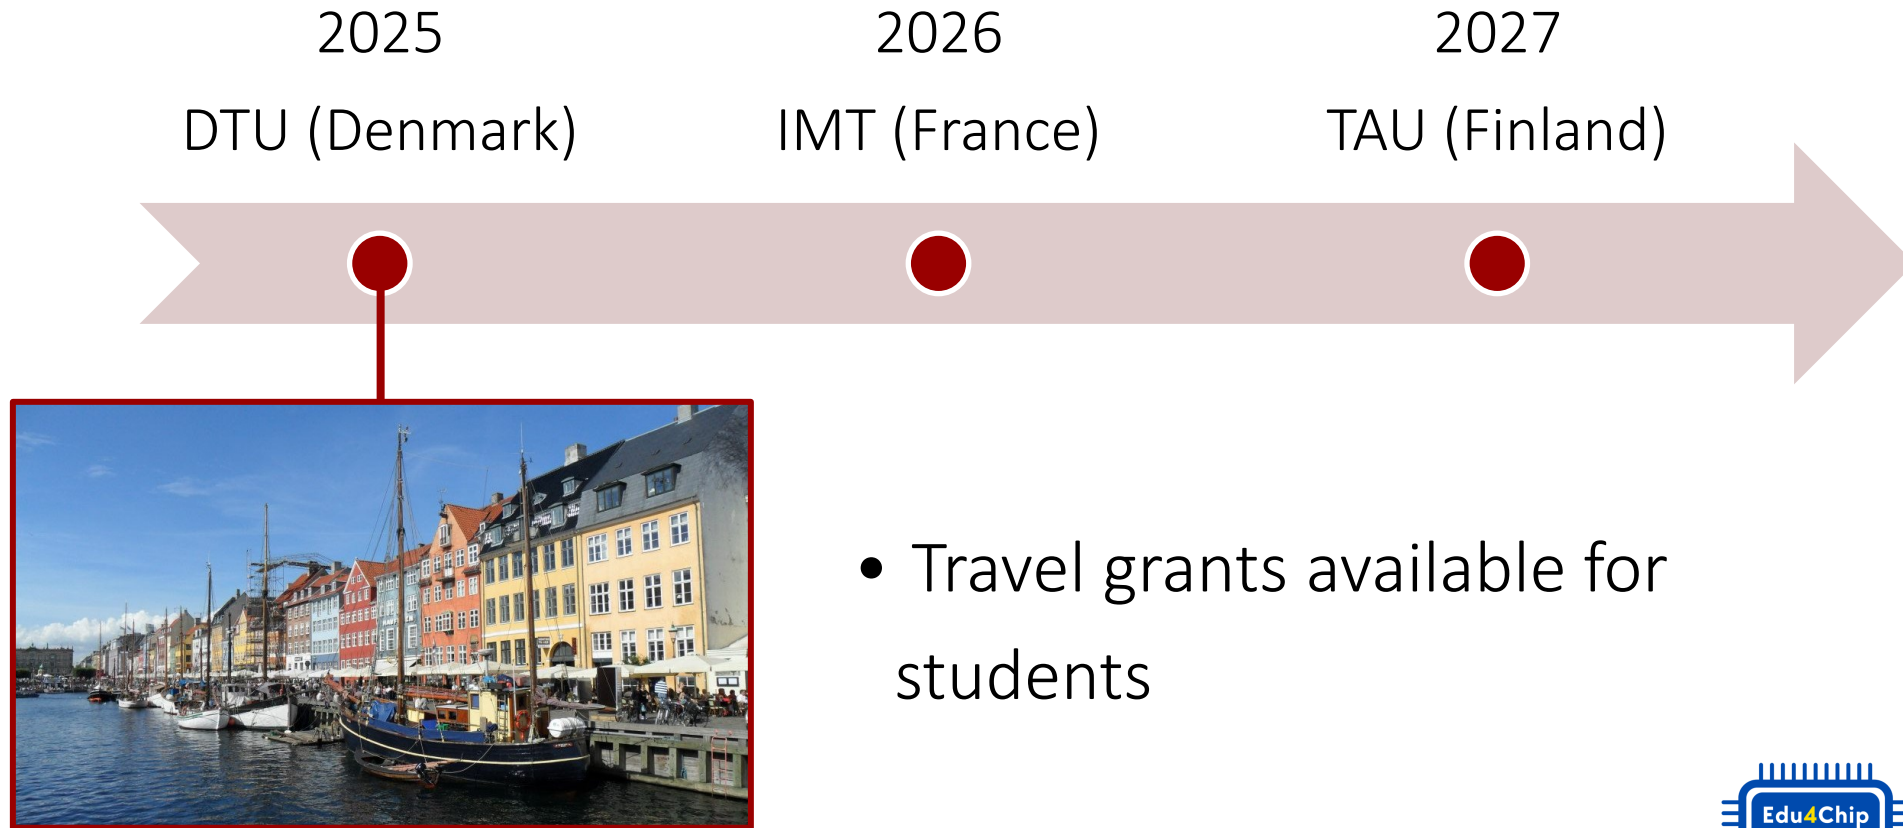 2025
2026
2027
DTU (Denmark)
IMT (France)
TAU (Finland)
• Travel grants available for
students
Edu4Chip